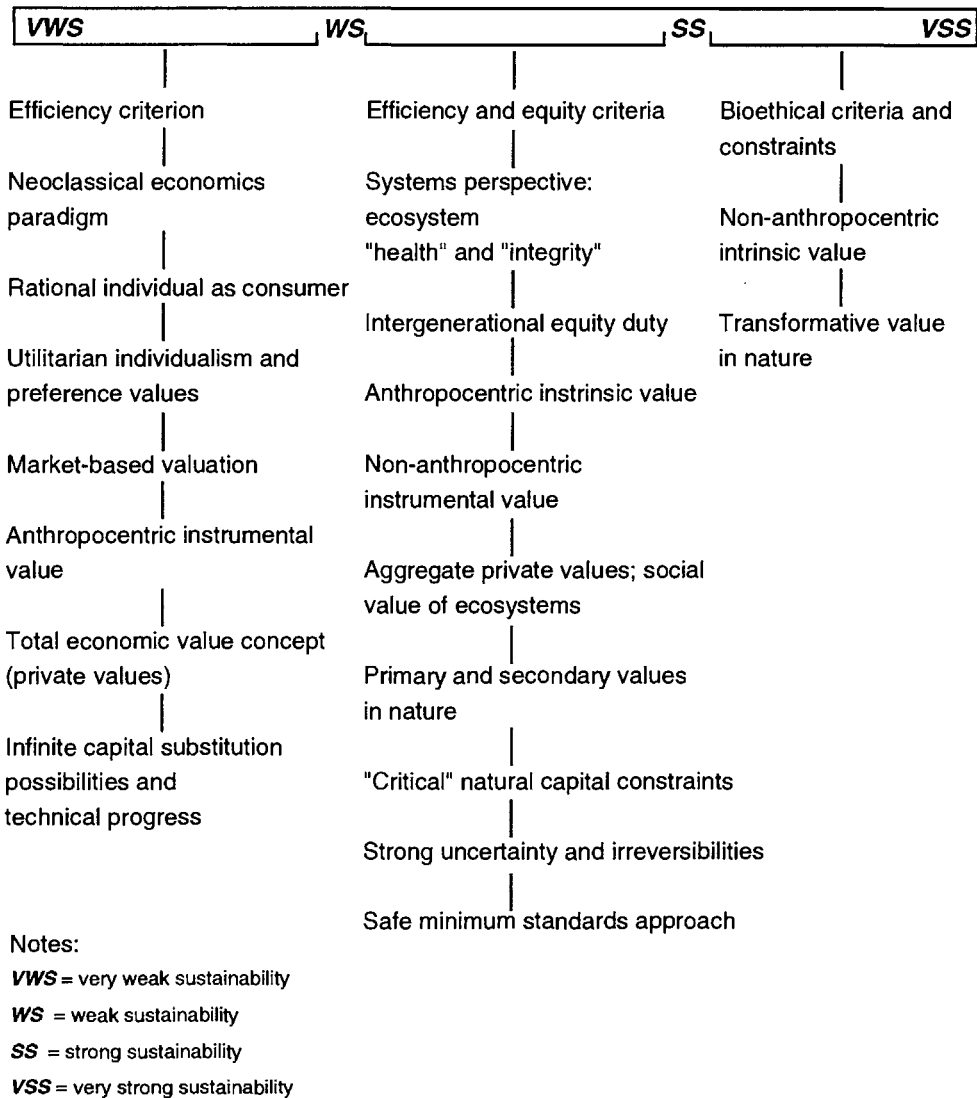 VWS WS SS VSS
Efficiency criterion
Neoclassical economics
paradigm
Rational individual as consumer
Utilitarian individualism and
preference values
Market-based valuation
Anthropocentric instrumental
value
Total economic value concept
(private values)
Infinite capital substitution
possibilities and
technical progress
Efficiency and equity criteria
Systems perspective:
ecosystem
"health" and "integrity"
Intergenerational equity duty
Anthropocentric instrinsic value
Non-anthropocentric
instrumental value
Aggregate private values; social
value of ecosystems
Primary and secondary values
in nature
"Critical" natural capital constraints
Strong uncertainty and irreversibilities
Safe minimum standards approach
Bioethical criteria and
constraints
Non-anthropocentric
intrinsic value
Transformative value
in nature
Notes:
VWS = very weak sustainability
WS = weak sustainability
SS = strong sustainability
VSS = very strong sustainability